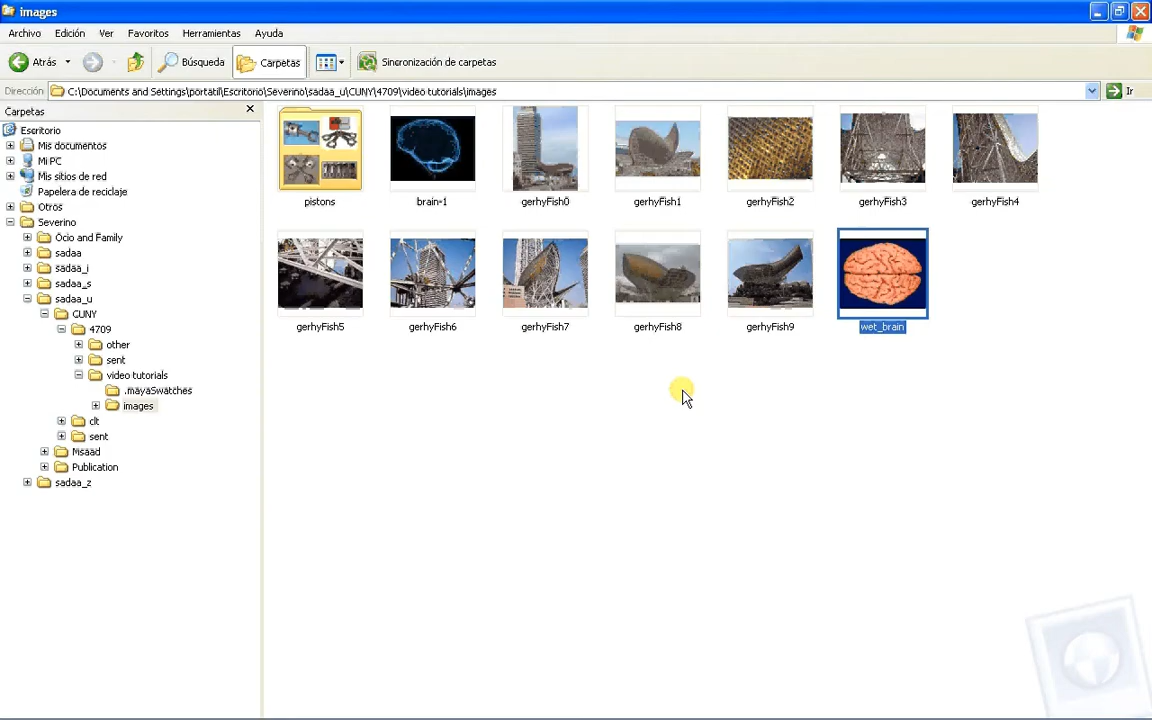 images
Archivo Edición Ver Favoritos Herramientas Ayuda
Atrás Búsqueda Carpetas Sincronización de carpetas
Dirección C:\Documents and Settings\portatil\Escritorio\Severino\sadaa_u\CUNY\4709\video tutorials\images Ir
Carpetas
Escritorio
Mis documentos
Mi PC
Mis sitios de red
Papelera de reciclaje
Otros
Severino
Ocio and Family
sadaa
sadaa_i
sadaa_s
sadaa_u
CUNY
4709
other
sent
video tutorials
.mayaSwatches
images
clt
sent
Msaad
Publication
sadaa_z
pistons brain-1 gerhyFish0 gerhyFish1 gerhyFish2 gerhyFish3 gerhyFish4
gerhyFish5 gerhyFish6 gerhyFish7 gerhyFish8 gerhyFish9 wet_brain